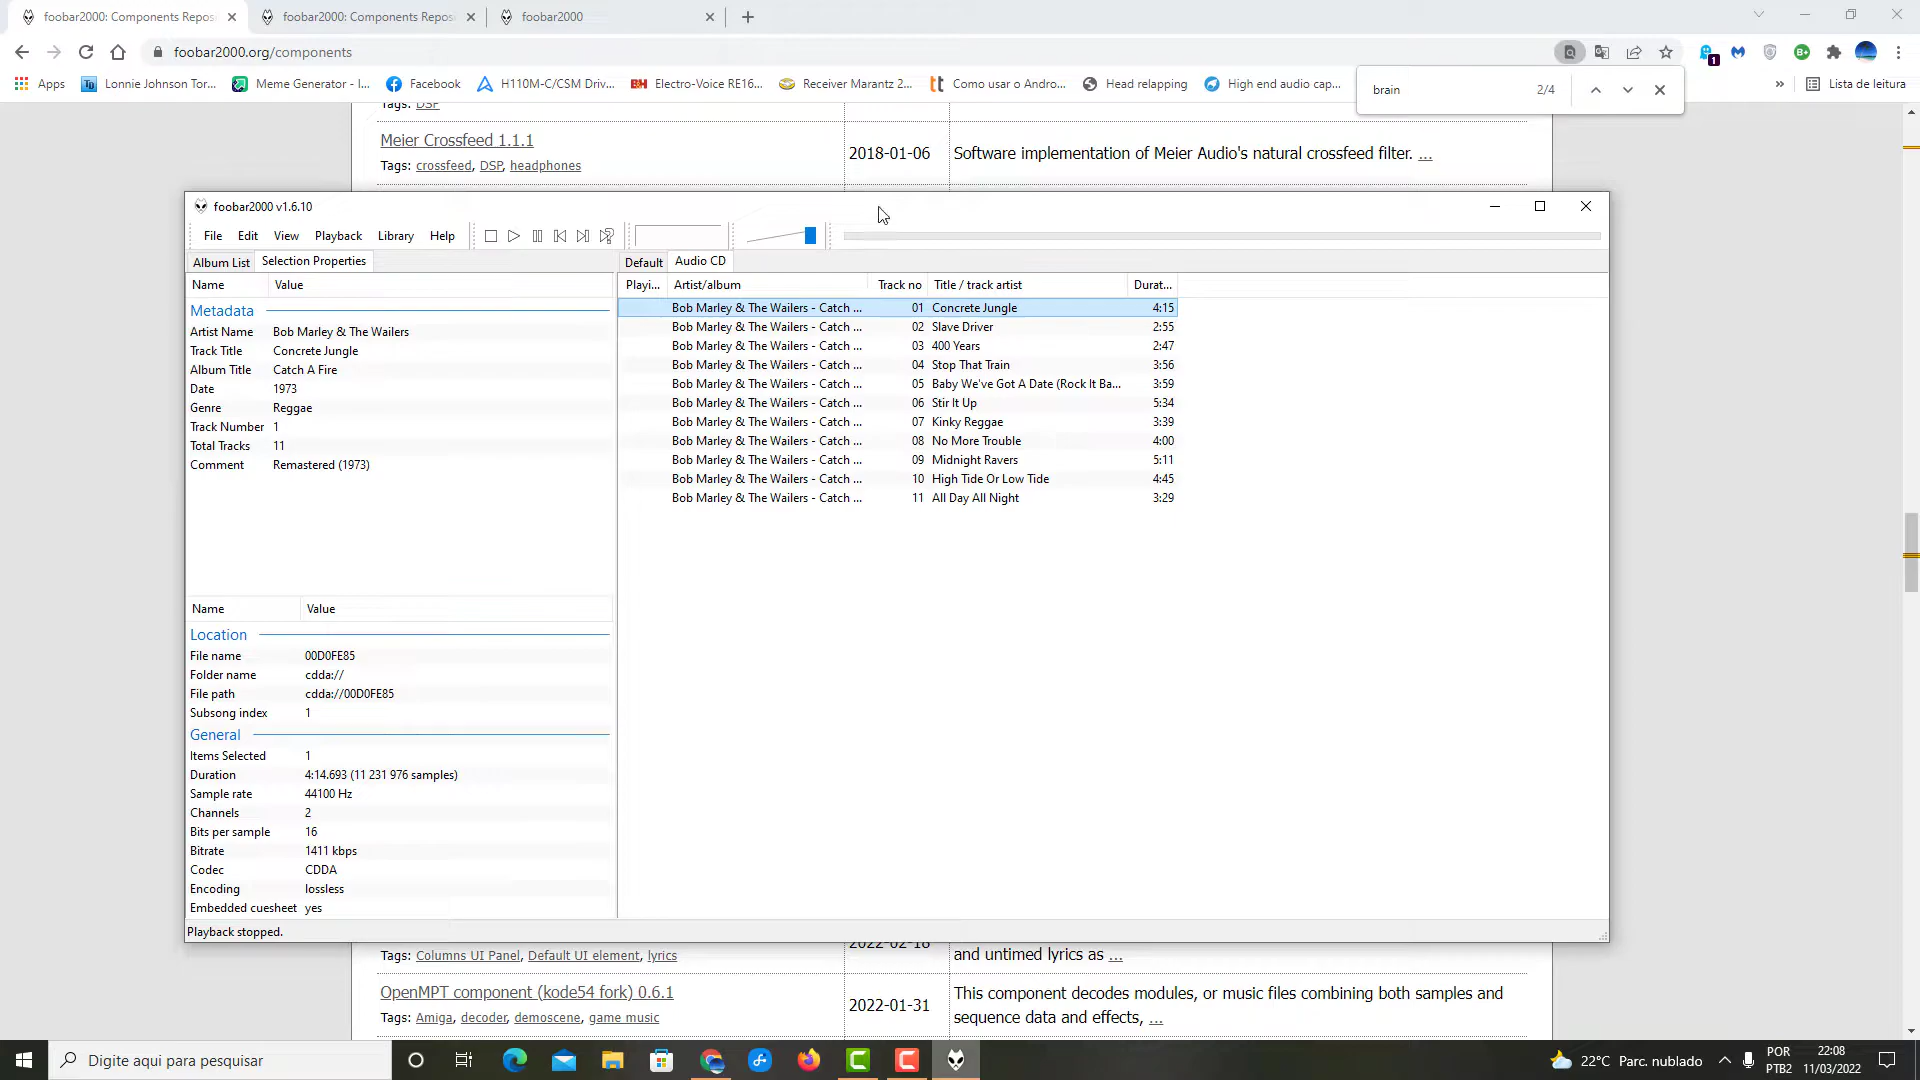 foobar2000: Components Repos
foobar2000: Components Repos
foobar2000
foobar2000.org/components
1
Apps
Lonnie Johnson Tor...
Meme Generator - I...
Facebook
H110M-C/CSM Driv...
Electro-Voice RE16...
Receiver Marantz 2...
Como usar o Andro...
Head relapping
High end audio cap...
»
Lista de leitura
brain
2/4
Tags: DSP
Meier Crossfeed 1.1.1
Tags: crossfeed, DSP, headphones
2018-01-06
Software implementation of Meier Audio's natural crossfeed filter. ...
foobar2000 v1.6.10
File Edit View Playback Library Help
Album List Selection Properties
Default Audio CD
Name Value
Metadata
Artist Name Bob Marley & The Wailers
Track Title Concrete Jungle
Album Title Catch A Fire
Date 1973
Genre Reggae
Track Number 1
Total Tracks 11
Comment Remastered (1973)
Name Value
Location
File name 00D0FE85
Folder name cdda://
File path cdda://00D0FE85
Subsong index 1
General
Items Selected 1
Duration 4:14.693 (11 231 976 samples)
Sample rate 44100 Hz
Channels 2
Bits per sample 16
Bitrate 1411 kbps
Codec CDDA
Encoding lossless
Embedded cuesheet yes
Playback stopped.
Playi... Artist/album Track no Title / track artist Durat...
Bob Marley & The Wailers - Catch ... 01 Concrete Jungle 4:15
Bob Marley & The Wailers - Catch ... 02 Slave Driver 2:55
Bob Marley & The Wailers - Catch ... 03 400 Years 2:47
Bob Marley & The Wailers - Catch ... 04 Stop That Train 3:56
Bob Marley & The Wailers - Catch ... 05 Baby We've Got A Date (Rock It Ba... 3:59
Bob Marley & The Wailers - Catch ... 06 Stir It Up 5:34
Bob Marley & The Wailers - Catch ... 07 Kinky Reggae 3:39
Bob Marley & The Wailers - Catch ... 08 No More Trouble 4:00
Bob Marley & The Wailers - Catch ... 09 Midnight Ravers 5:11
Bob Marley & The Wailers - Catch ... 10 High Tide Or Low Tide 4:45
Bob Marley & The Wailers - Catch ... 11 All Day All Night 3:29
2022-02-18
Tags: Columns UI Panel, Default UI element, lyrics
and untimed lyrics as ...
OpenMPT component (kode54 fork) 0.6.1
Tags: Amiga, decoder, demoscene, game music
2022-01-31
This component decodes modules, or music files combining both samples and
sequence data and effects, ...
Digite aqui para pesquisar
22°C Parc. nublado
POR
PTB2
22:08
11/03/2022